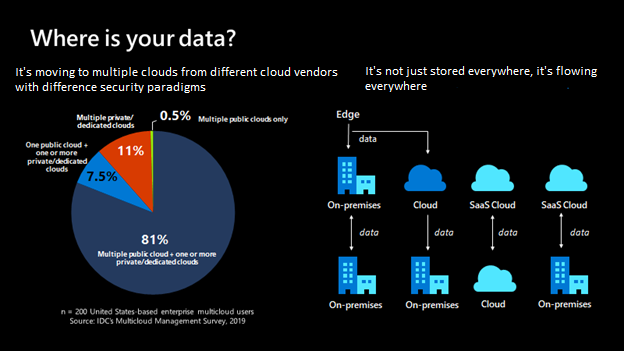 Where is your data?
It's moving to multiple clouds from different cloud vendors
with difference security paradigms
It's not just stored everywhere, it's flowing
everywhere
0.5% Multiple public clouds only
Multiple private/
dedicated clouds
11%
One public cloud +
one or more
private/dedicated
clouds
7.5%
81%
Multiple public cloud + one or more
private/dedicated clouds
n = 200 United States-based enterprise multicloud users
Source: IDC's Multicloud Management Survey, 2019
Edge
data
On-premises
Cloud
SaaS Cloud
SaaS Cloud
data
data
data
data
On-premises
On-premises
Cloud
On-premises